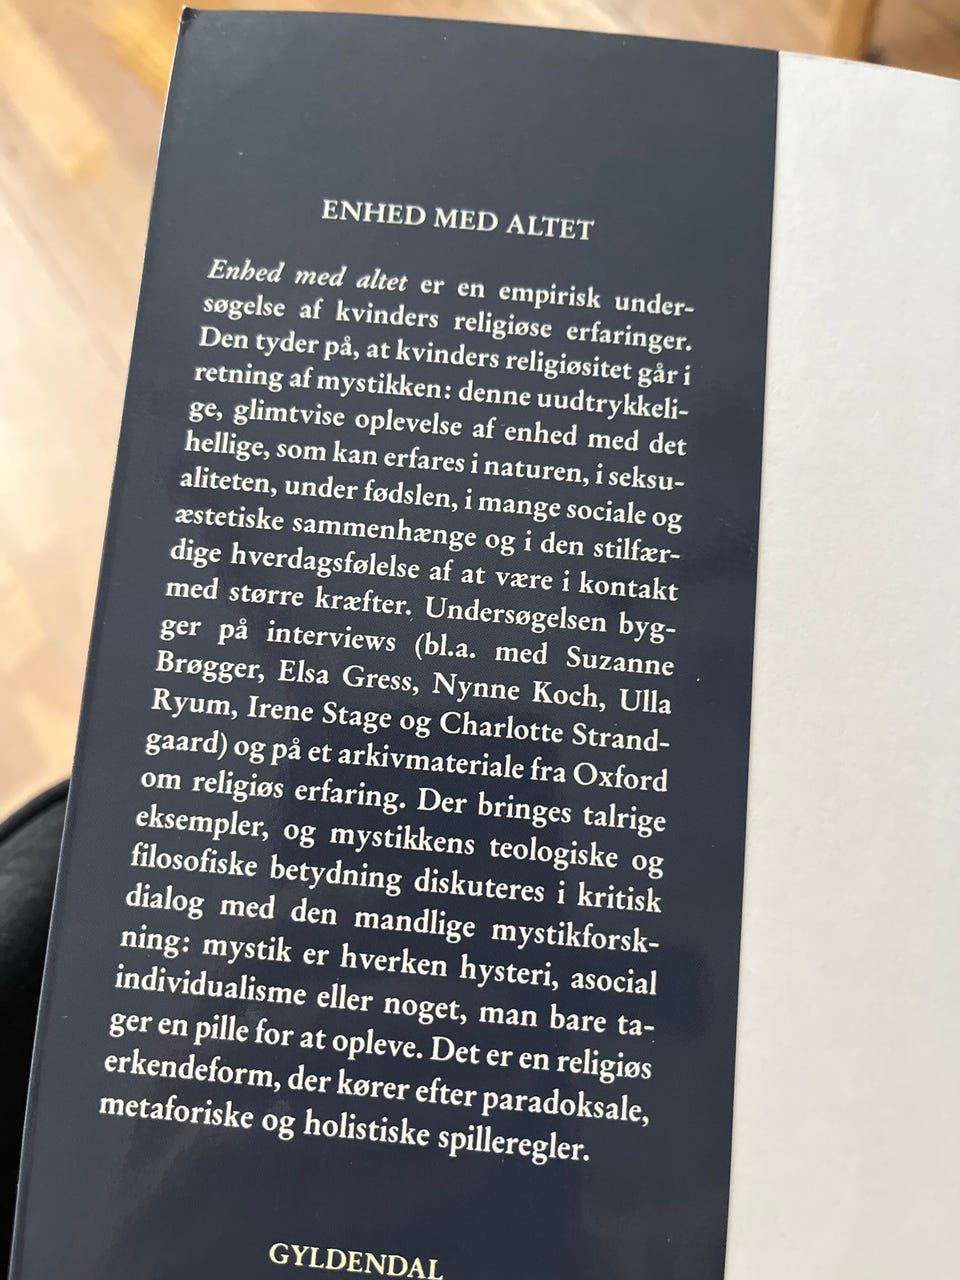 ENHED MED ALTET
Enhed med altet er en empirisk under-
søgelse af kvinders religiøse erfaringer.
Den tyder på, at kvinders religiøsitet går i
retning af mystikken: denne uudtrykkeli-
ge, glimtvise oplevelse af enhed med det
hellige, som kan erfares i naturen, i seksu-
aliteten, under fødslen, i mange sociale og
æstetiske sammenhænge og i den stilfær-
dige hverdagsfølelse af at være i kontakt
med større kræfter. Undersøgelsen byg-
ger på interviews (bl.a. med Suzanne
Brøgger, Elsa Gress, Nynne Koch, Ulla
Ryum, Irene Stage og Charlotte Strand-
gaard) og på et arkivmateriale fra Oxford
om religiøs erfaring. Der bringes talrige
eksempler, og mystikkens teologiske og
filosofiske betydning diskuteres i kritisk
dialog med den mandlige mystikforsk-
ning: mystik er hverken hysteri, asocial
individualisme eller noget, man bare ta-
ger en pille for at opleve. Det er en religiøs
erkendeform, der kører efter paradoksale,
metaforiske og holistiske spilleregler.
GYLDENDAL